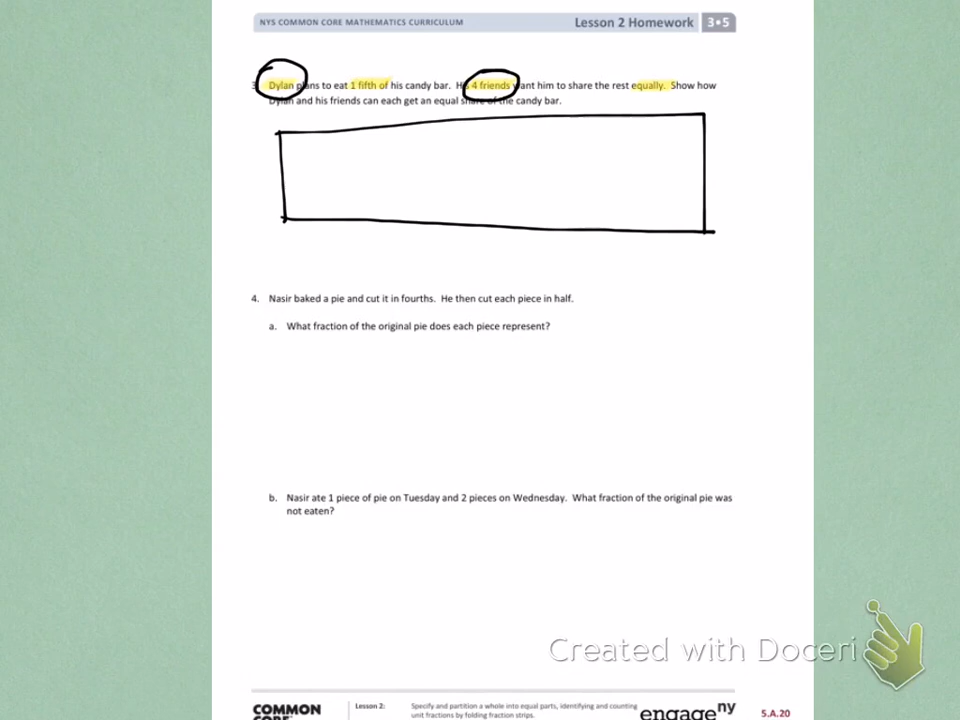 NYS COMMON CORE MATHEMATICS CURRICULUM Lesson 2 Homework 3•5
3. Dylan plans to eat 1 fifth of his candy bar. His 4 friends want him to share the rest equally. Show how
Dylan and his friends can each get an equal share of the candy bar.
4. Nasir baked a pie and cut it in fourths. He then cut each piece in half.
a. What fraction of the original pie does each piece represent?
b. Nasir ate 1 piece of pie on Tuesday and 2 pieces on Wednesday. What fraction of the original pie was
not eaten?
Created with Doceri
COMMON Lesson 2: Specify and partition a whole into equal parts, identifying and counting
CORE unit fractions by folding fraction strips. engage ny 5.A.20